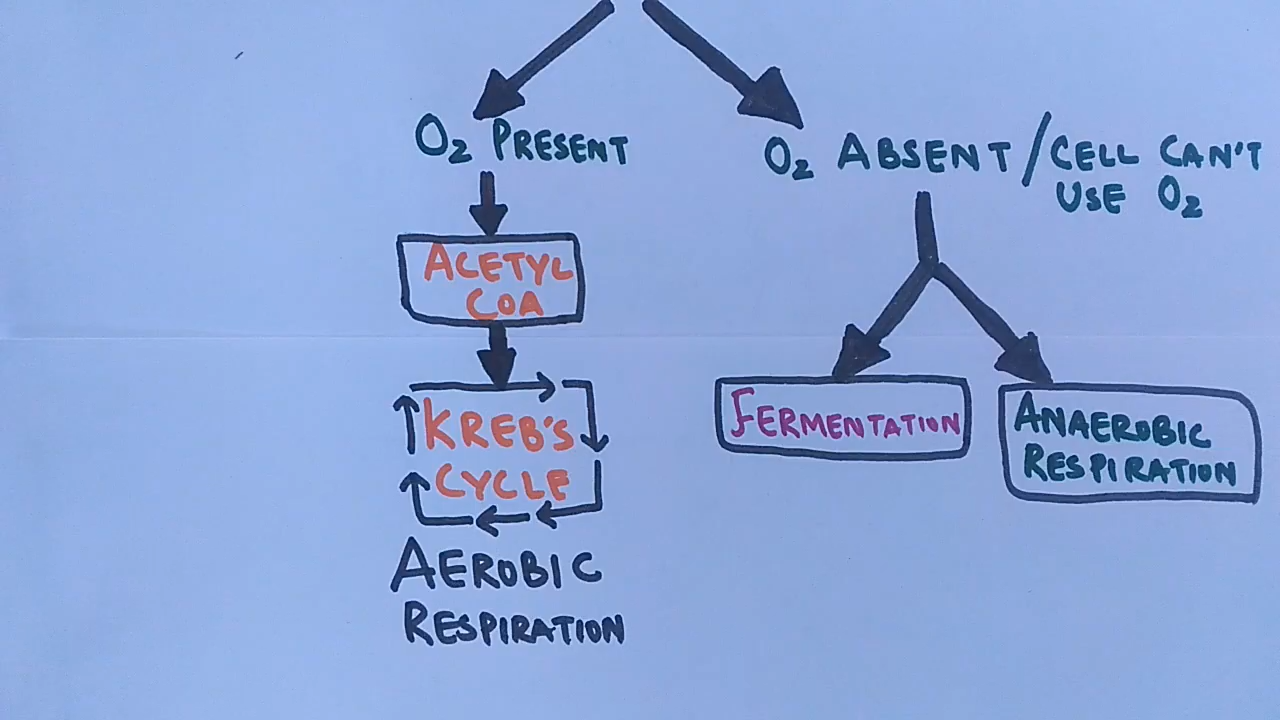 O₂ PRESENT
O₂ ABSENT/CELL CAN'T
USE O₂
ACETYL
COA
KREB'S
CYCLE
AEROBIC
RESPIRATION
FERMENTATION
ANAEROBIC
RESPIRATION